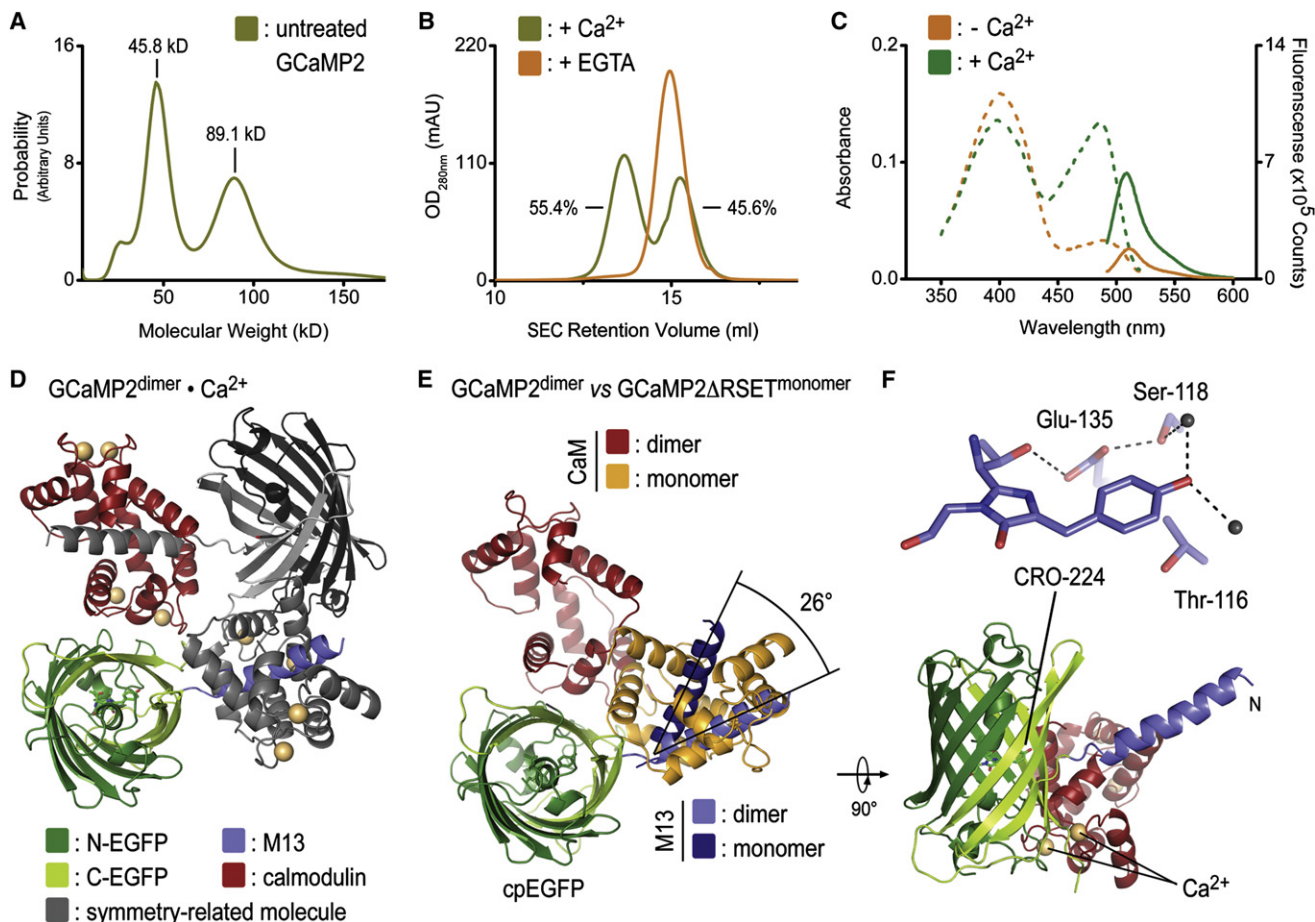 A
: untreated
GCaMP2
16
8
0
45.8 kD
89.1 kD
Probability
(Arbitrary Units)
50
100
150
Molecular Weight (kD)
B
: + Ca2+
: + EGTA
220
110
0
OD280nm (mAU)
55.4%
45.6%
10
15
SEC Retention Volume (ml)
C
: - Ca2+
: + Ca2+
0.2
0.1
0.0
Absorbance
14
7
0
Fluorescense (x10^5 Counts)
350
400
450
500
550
600
Wavelength (nm)
D
GCaMP2dimer • Ca2+
: N-EGFP
: M13
: C-EGFP
: calmodulin
: symmetry-related molecule
E
GCaMP2dimer vs GCaMP2ΔRSETmonomer
CaM
: dimer
: monomer
26°
M13
: dimer
: monomer
cpEGFP
90°
F
Ser-118
Glu-135
Thr-116
CRO-224
N
Ca2+